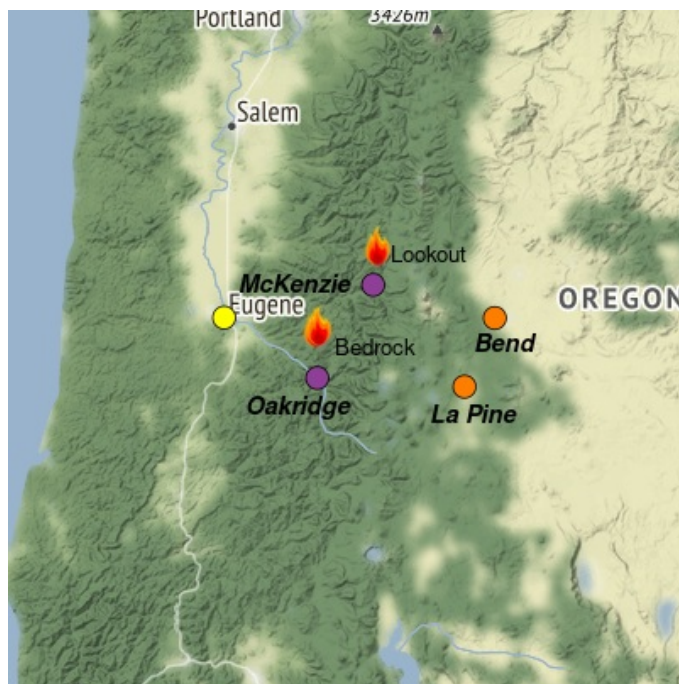 Portland
3426m
Salem
Lookout
McKenzie
Eugene
OREGON
Bedrock
Bend
Oakridge
La Pine